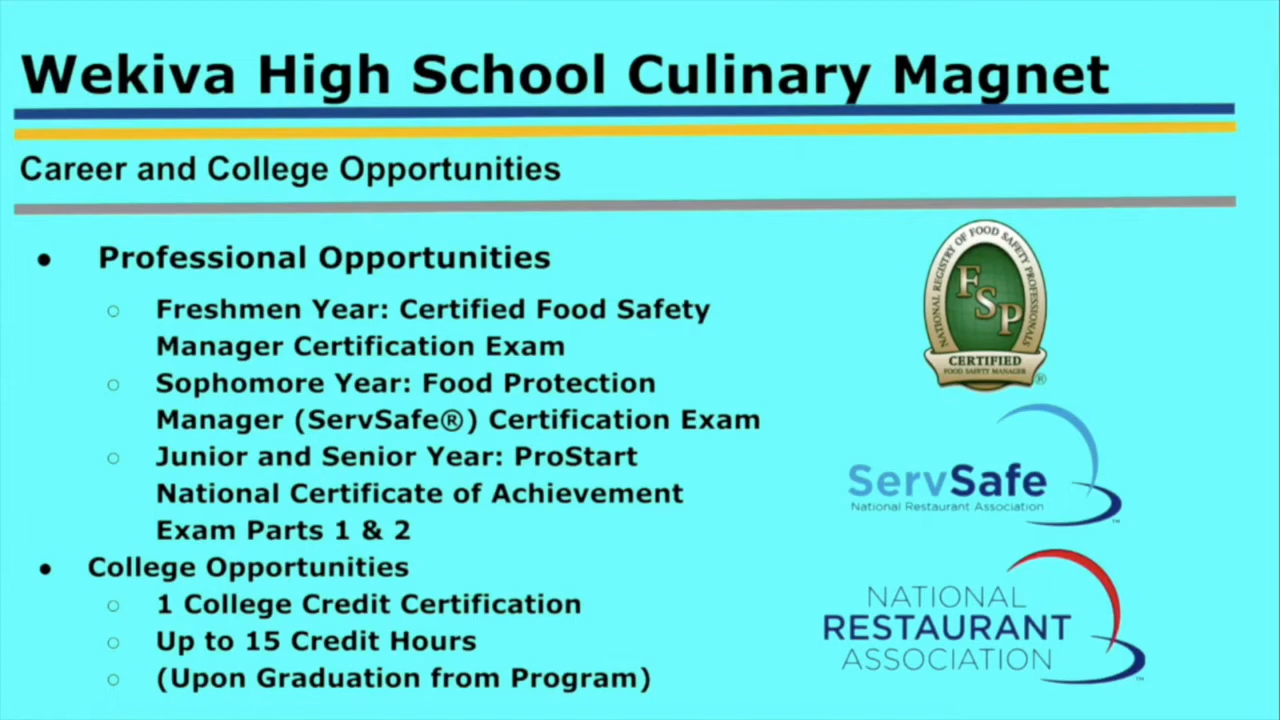 Wekiva High School Culinary Magnet
Career and College Opportunities
● Professional Opportunities
○ Freshmen Year: Certified Food Safety
Manager Certification Exam
○ Sophomore Year: Food Protection
Manager (ServSafe®) Certification Exam
○ Junior and Senior Year: ProStart
National Certificate of Achievement
Exam Parts 1 & 2
● College Opportunities
○ 1 College Credit Certification
○ Up to 15 Credit Hours
○ (Upon Graduation from Program)
NATIONAL REGISTRY OF FOOD SAFETY PROFESSIONALS
FSP
CERTIFIED
FOOD SAFETY MANAGER ®
ServSafe
National Restaurant Association ™
NATIONAL
RESTAURANT
ASSOCIATION ™